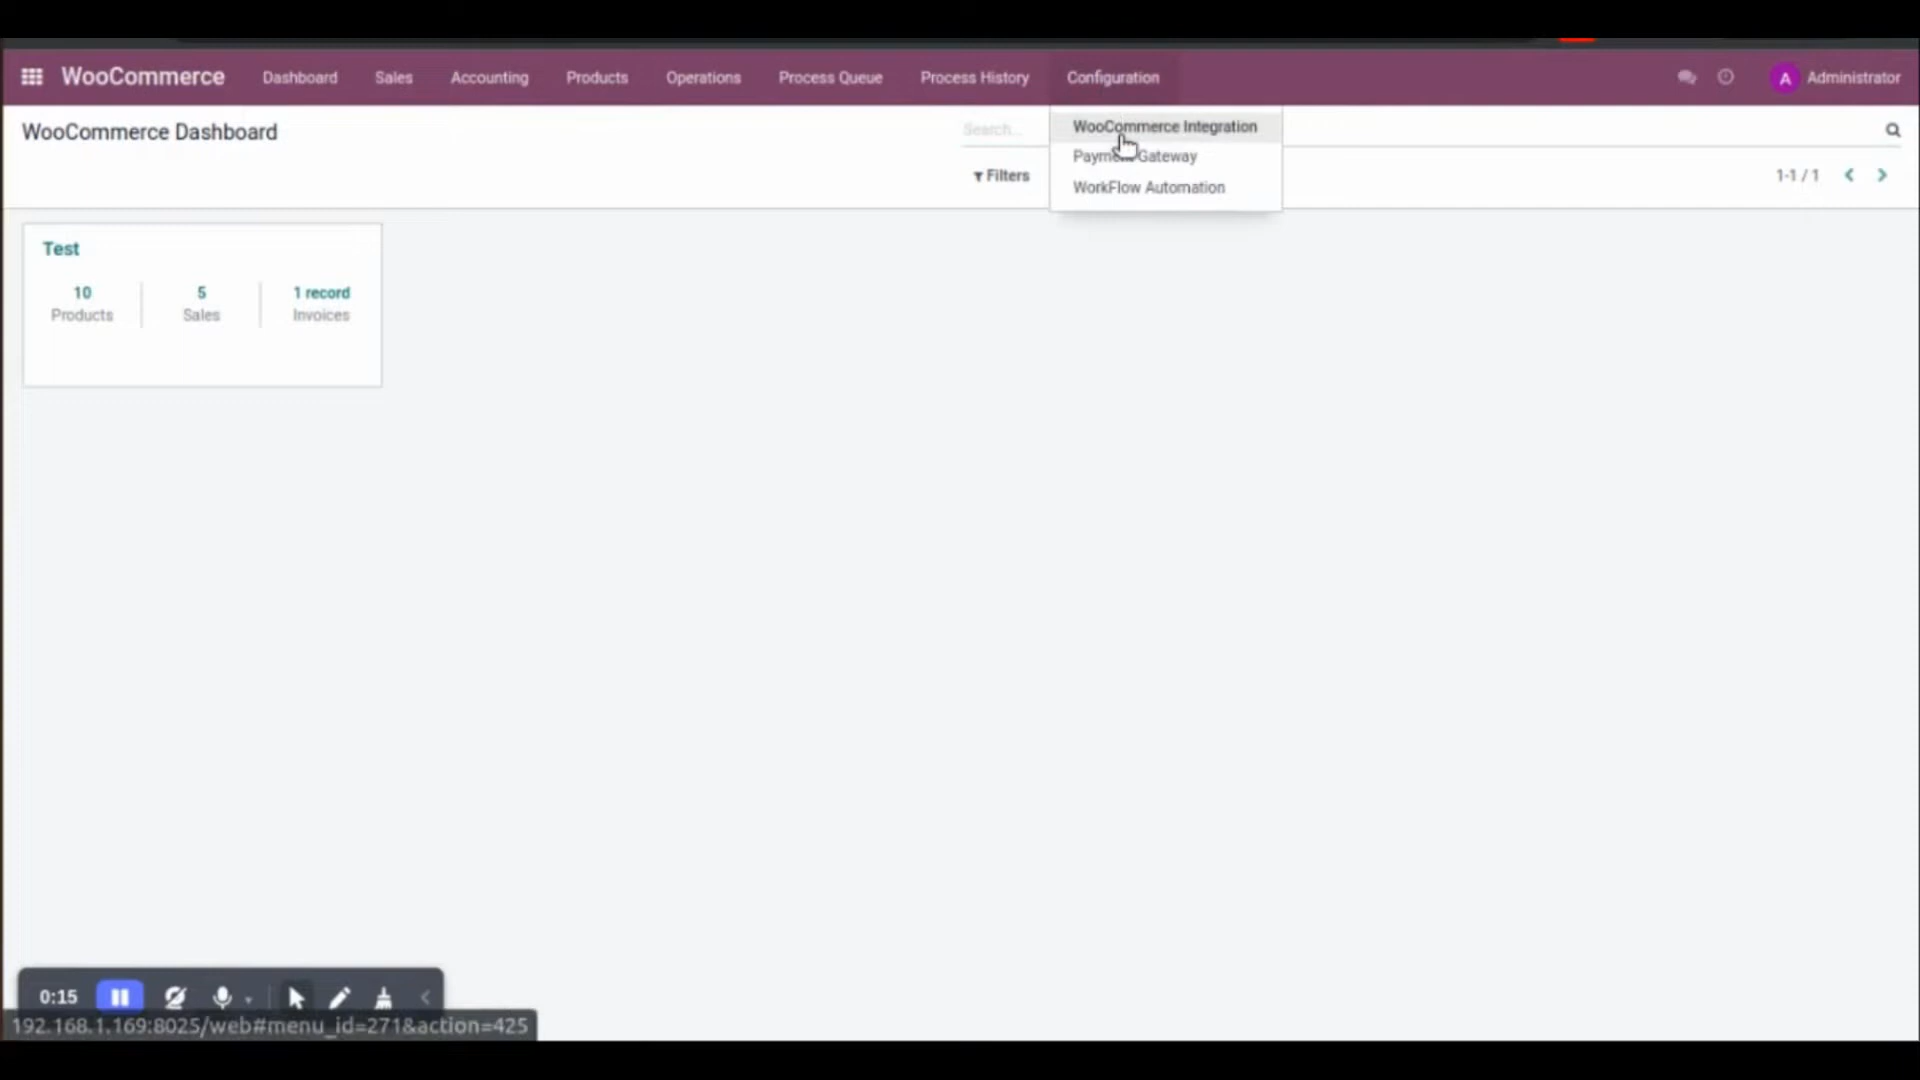 WooCommerce Dashboard Sales Accounting Products Operations Process Queue Process History Configuration A Administrator
WooCommerce Dashboard
Search...
WooCommerce Integration
Payment Gateway
WorkFlow Automation
Filters
1-1 / 1
Test
10 5 1 record
Products Sales Invoices
0:15
192.168.1.169:8025/web#menu_id=271&action=425